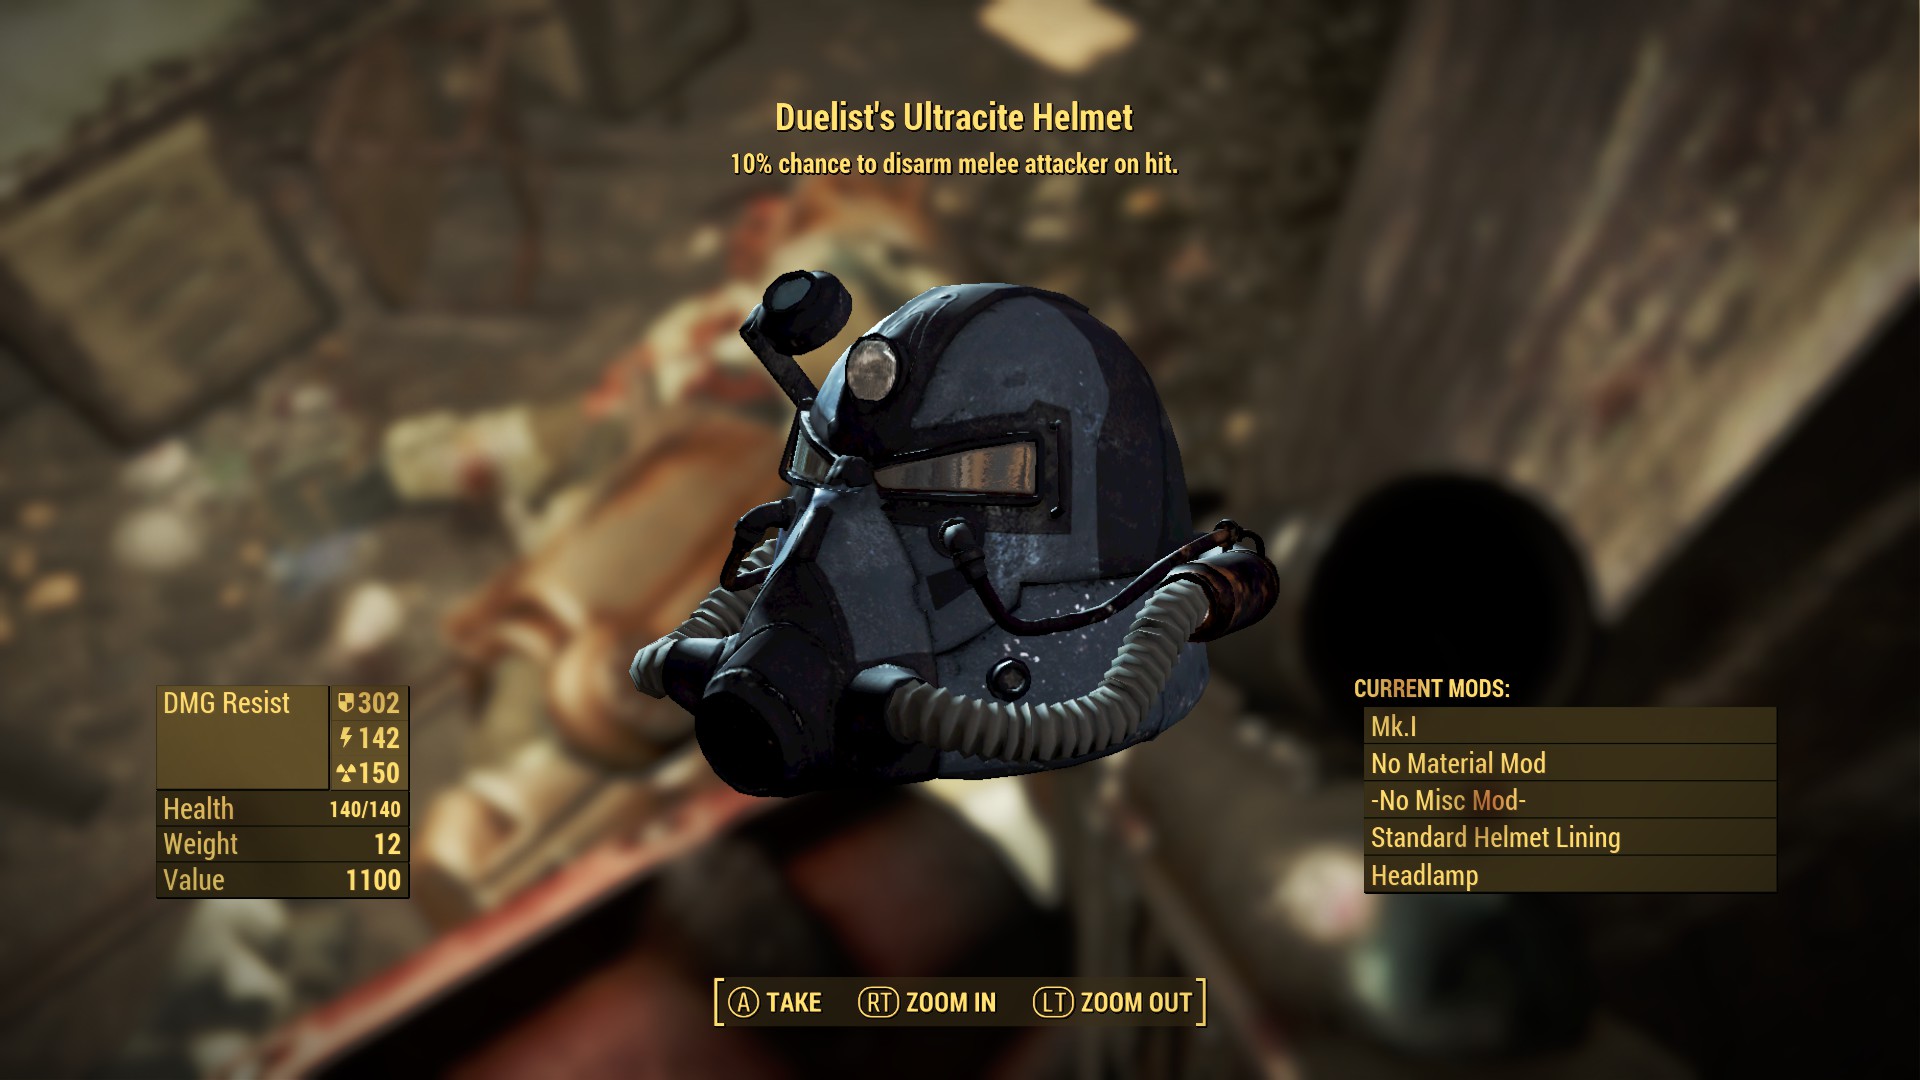 Duelist's Ultracite Helmet
10% chance to disarm melee attacker on hit.
DMG Resist 302
142
150
Health 140/140
Weight 12
Value 1100
CURRENT MODS:
Mk.I
No Material Mod
-No Misc Mod-
Standard Helmet Lining
Headlamp
[A TAKE RT ZOOM IN LT ZOOM OUT]